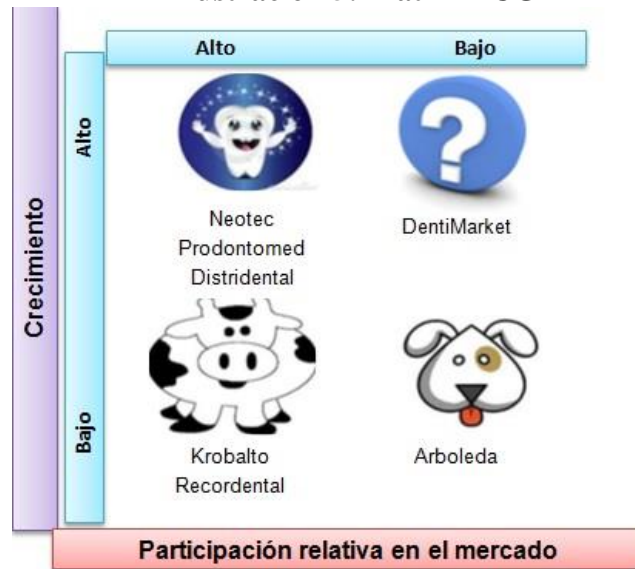 Alto
Bajo
Alto
Crecimiento
Neotec
Prodontomed
Distridental
DentiMarket
?
Bajo
Krobalto
Recordental
Arboleda
Participación relativa en el mercado